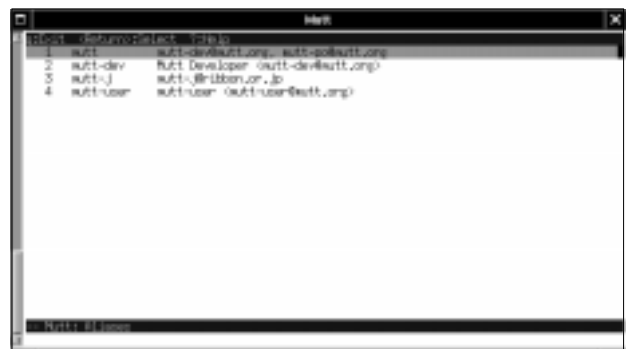 Mutt
q:Exit <Return>:Select ?:Help
1 mutt mutt-dev@mutt.org, mutt-po@mutt.org
2 mutt-dev Mutt Developer <mutt-dev@mutt.org>
3 mutt-j mutt-j@ribbon.or.jp
4 mutt-user mutt-user <mutt-user@mutt.org>
-- Mutt: Aliases